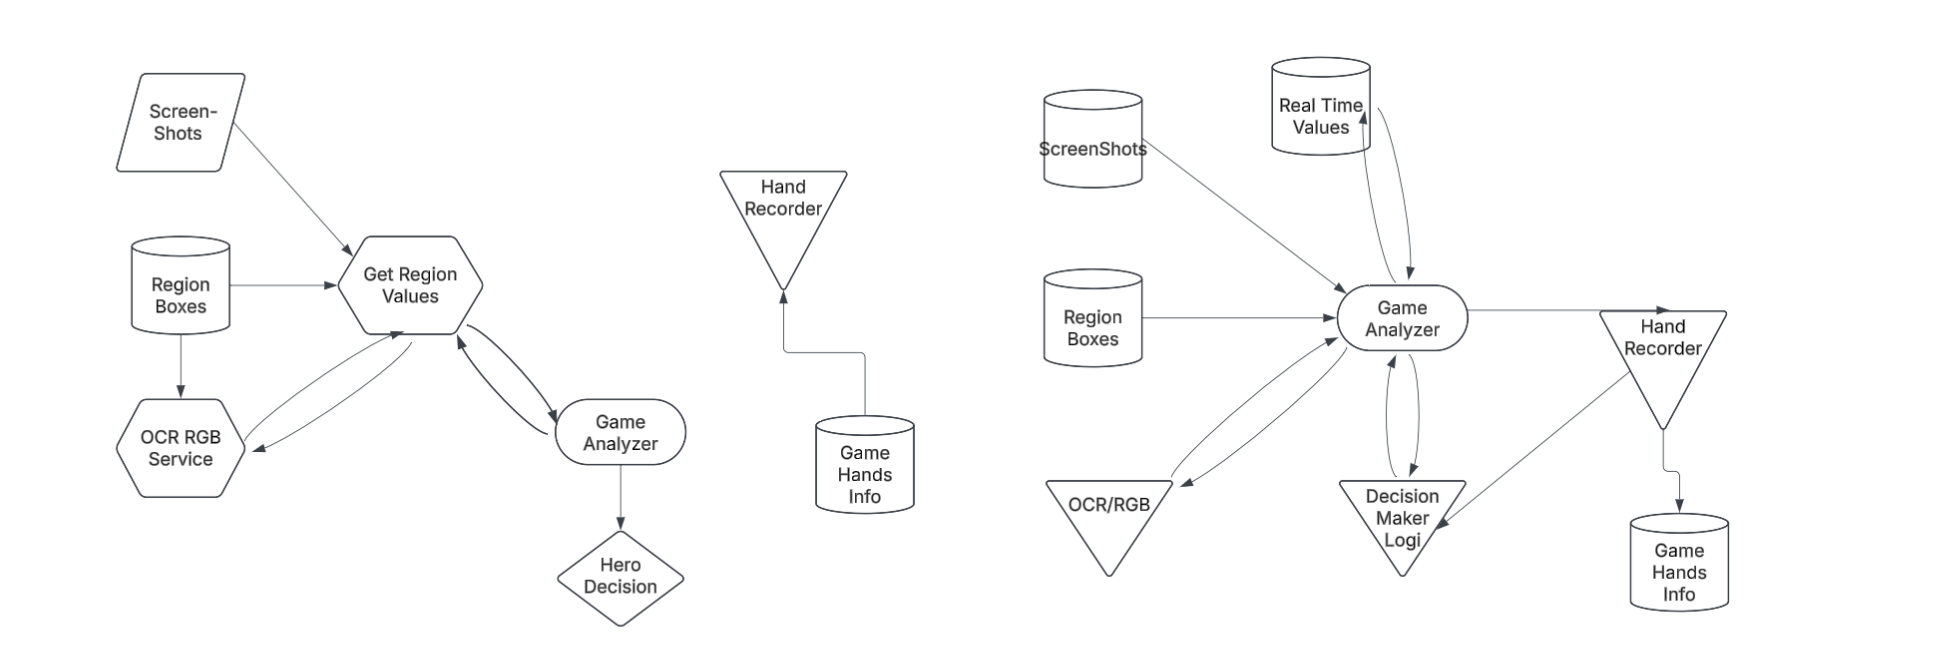 Screen-
Shots
Region
Boxes
Get Region
Values
OCR RGB
Service
Game
Analyzer
Hero
Decision
Hand
Recorder
Game
Hands
Info
ScreenShots
Real Time
Values
Region
Boxes
Game
Analyzer
Hand
Recorder
OCR/RGB
Decision
Maker
Logi
Game
Hands
Info